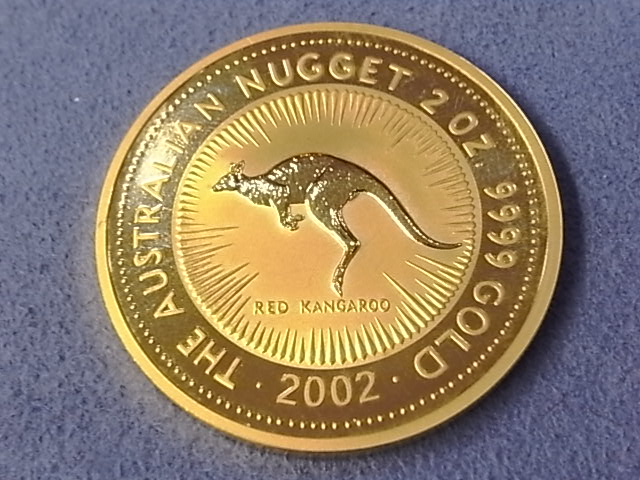 THE AUSTRALIAN NUGGET 2 OZ 9999 GOLD
RED KANGAROO
· 2002 ·